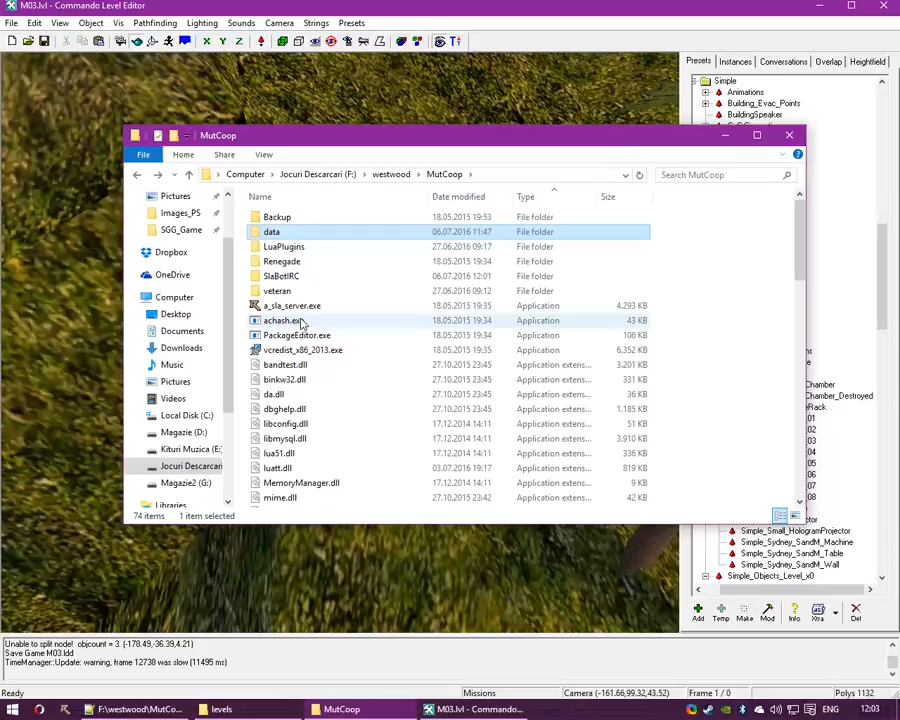 M03.lvl - Commando Level Editor
File Edit View Object Vis Pathfinding Lighting Sounds Camera Strings Presets
X Y Z
Presets Instances Conversations Overlap Heightfield
Simple
Animations
Building_Evac_Points
BuildingSpeaker
MutCoop
File Home Share View
Computer Jocuri Descarcari (F:) westwood MutCoop
Search MutCoop
Name Date modified Type Size
Pictures
Images_PS
SGG_Game
Dropbox
OneDrive
Computer
Desktop
Documents
Downloads
Music
Pictures
Videos
Local Disk (C:)
Magazie (D:)
Kituri Muzica (E:)
Jocuri Descarcari
Magazie2 (G:)
Libraries
Backup 18.05.2015 19:53 File folder
data 06.07.2016 11:47 File folder
LuaPlugins 27.06.2016 09:17 File folder
Renegade 18.05.2015 19:34 File folder
SlaBotIRC 06.07.2016 12:01 File folder
veteran 27.06.2016 09:12 File folder
a_sla_server.exe 18.05.2015 19:35 Application 4.293 KB
achash.exe 18.05.2015 19:34 Application 43 KB
PackageEditor.exe 18.05.2015 19:34 Application 106 KB
vcredist_x86_2013.exe 18.05.2015 19:35 Application 6.352 KB
bandtest.dll 27.10.2015 23:45 Application extens... 3.201 KB
binkw32.dll 27.10.2015 23:45 Application extens... 331 KB
da.dll 27.10.2015 23:45 Application extens... 36 KB
dbghelp.dll 27.10.2015 23:45 Application extens... 1.185 KB
libconfig.dll 17.12.2014 14:11 Application extens... 51 KB
libmysql.dll 17.12.2014 14:11 Application extens... 3.910 KB
lua51.dll 17.12.2014 14:11 Application extens... 336 KB
luatt.dll 03.07.2016 19:17 Application extens... 819 KB
MemoryManager.dll 17.12.2014 14:11 Application extens... 9 KB
mime.dll 27.10.2015 23:42 Application extens... 42 KB
74 items 1 item selected
Chamber
Chamber_Destroyed
eRack
01
02
03
04
05
06
07
08
Simple_Small_HologramProjector
Simple_Sydney_SandM_Machine
Simple_Sydney_SandM_Table
Simple_Sydney_SandM_Wall
Simple_Objects_Level_x0
Add Temp Make Mod Info Xtra Del
Unable to split node! objcount = 3. (-178.49,-36.39,4.21)
Save Game M03.ldd
TimeManager::Update: warning, frame 12738 was slow (11495 ms)
Ready Missions Camera (-161.66,99.32,43.52) Frame 1 / 0 Polys 1132
F:\westwood\MutCo... levels MutCoop M03.lvl - Commando... ENG 12:03